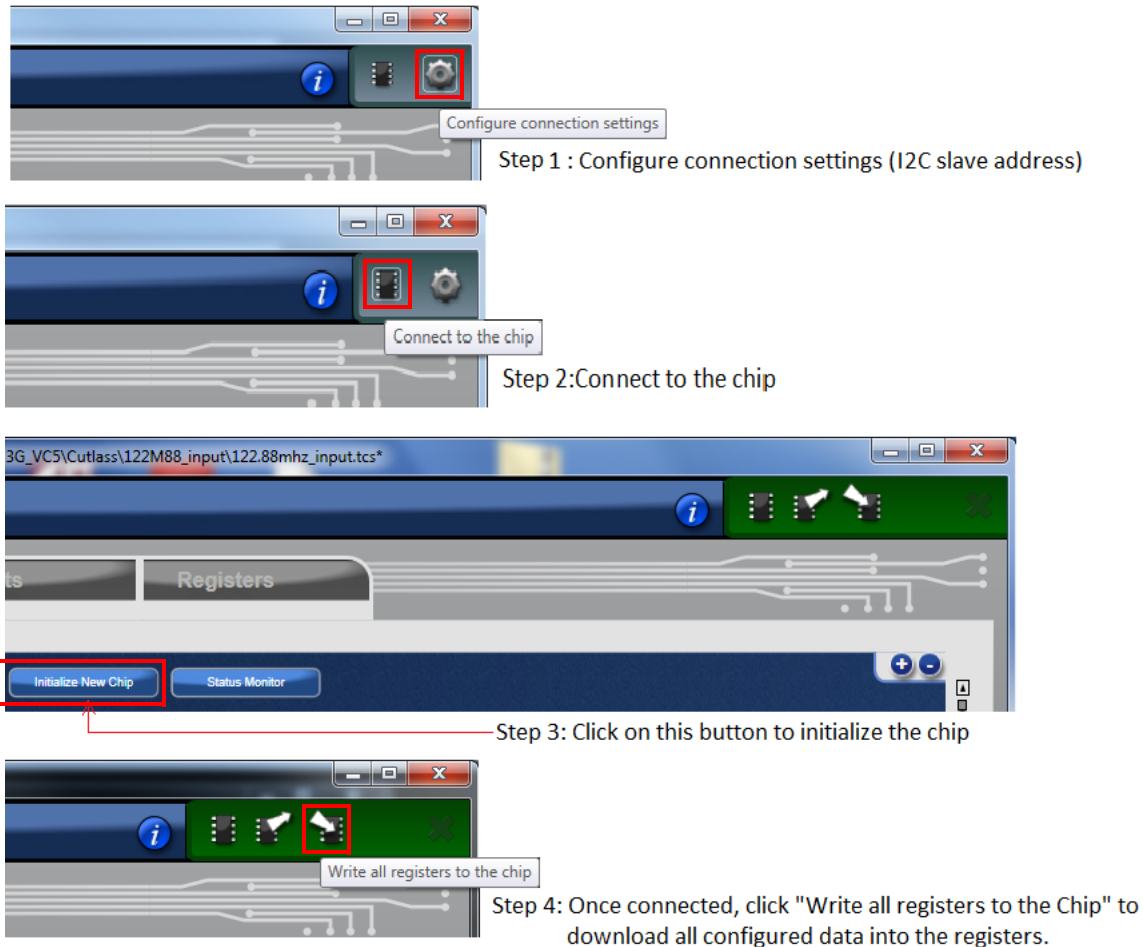 Configure connection settings
Step 1 : Configure connection settings (I2C slave address)
Connect to the chip
Step 2:Connect to the chip
3G_VC5\Cutlass\122M88_input\122.88mhz_input.tcs*
ts
Registers
Initialize New Chip
Status Monitor
Step 3: Click on this button to initialize the chip
Write all registers to the chip
Step 4: Once connected, click "Write all registers to the Chip" to
download all configured data into the registers.